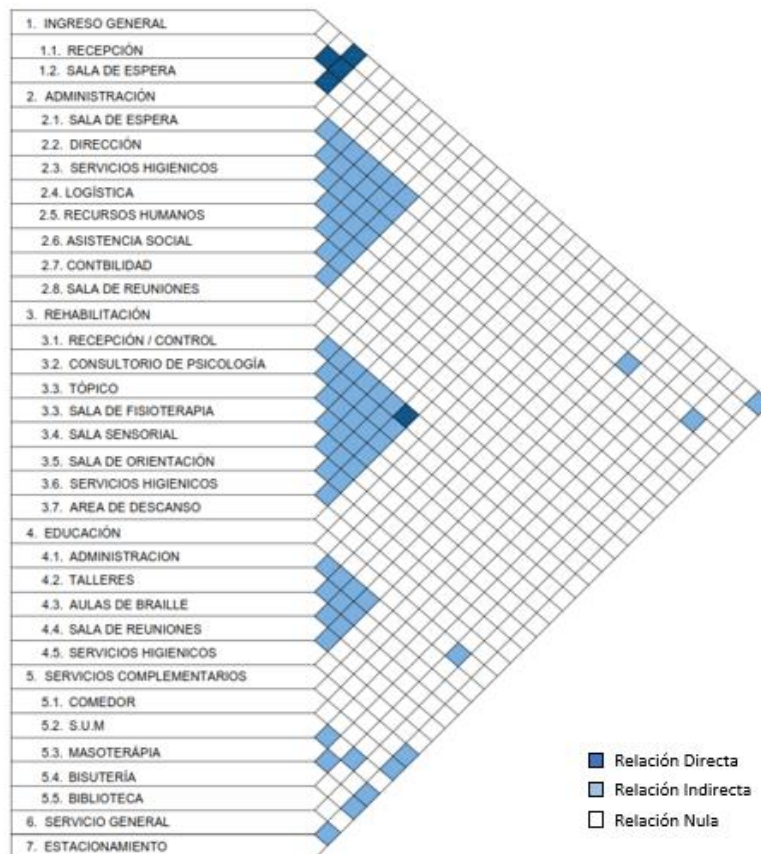 1. INGRESO GENERAL
1.1. RECEPCIÓN
1.2. SALA DE ESPERA
2. ADMINISTRACIÓN
2.1. SALA DE ESPERA
2.2. DIRECCIÓN
2.3. SERVICIOS HIGIENICOS
2.4. LOGÍSTICA
2.5. RECURSOS HUMANOS
2.6. ASISTENCIA SOCIAL
2.7. CONTBILIDAD
2.8. SALA DE REUNIONES
3. REHABILITACIÓN
3.1. RECEPCIÓN / CONTROL
3.2. CONSULTORIO DE PSICOLOGÍA
3.3. TÓPICO
3.3. SALA DE FISIOTERAPIA
3.4. SALA SENSORIAL
3.5. SALA DE ORIENTACIÓN
3.6. SERVICIOS HIGIENICOS
3.7. AREA DE DESCANSO
4. EDUCACIÓN
4.1. ADMINISTRACION
4.2. TALLERES
4.3. AULAS DE BRAILLE
4.4. SALA DE REUNIONES
4.5. SERVICIOS HIGIENICOS
5. SERVICIOS COMPLEMENTARIOS
5.1. COMEDOR
5.2. S.U.M
5.3. MASOTERÁPIA
5.4. BISUTERÍA
5.5. BIBLIOTECA
6. SERVICIO GENERAL
7. ESTACIONAMIENTO
Relación Directa
Relación Indirecta
Relación Nula